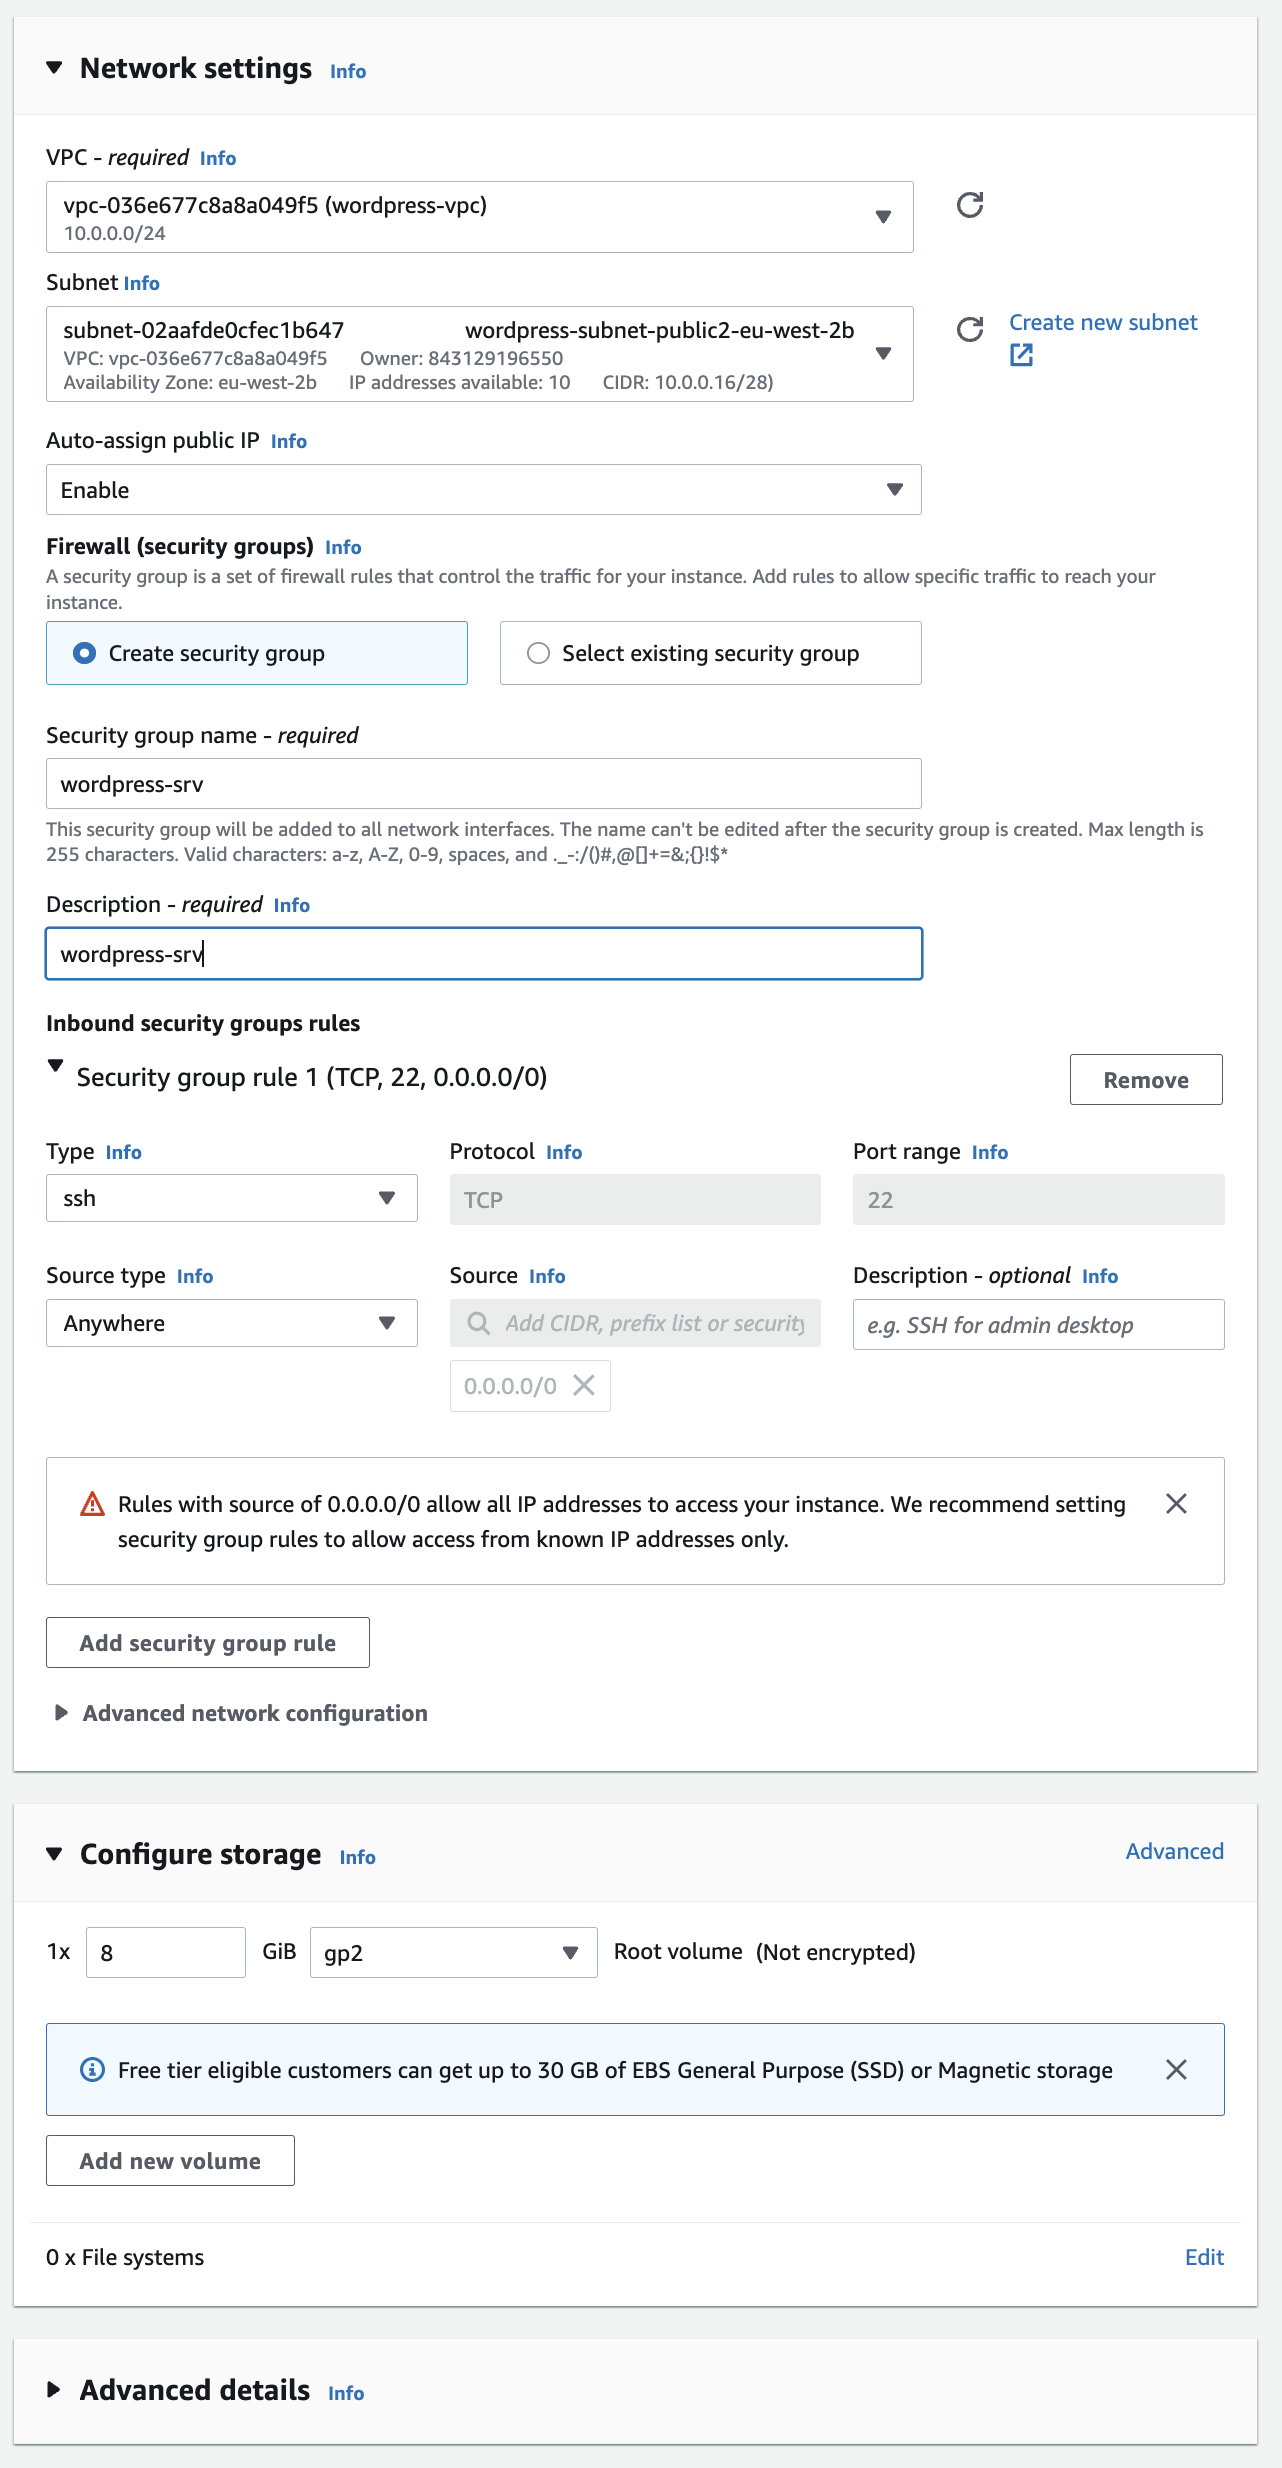 Network settings Info
VPC - required Info
vpc-036e677c8a8a049f5 (wordpress-vpc)
10.0.0.0/24
Subnet Info
subnet-02aafde0cfec1b647 wordpress-subnet-public2-eu-west-2b
VPC: vpc-036e677c8a8a049f5 Owner: 843129196550
Availability Zone: eu-west-2b IP addresses available: 10 CIDR: 10.0.0.16/28)
Create new subnet
Auto-assign public IP Info
Enable
Firewall (security groups) Info
A security group is a set of firewall rules that control the traffic for your instance. Add rules to allow specific traffic to reach your
instance.
Create security group
Select existing security group
Security group name - required
wordpress-srv
This security group will be added to all network interfaces. The name can't be edited after the security group is created. Max length is
255 characters. Valid characters: a-z, A-Z, 0-9, spaces, and ._-:/()#,@[]+=&;{}!$*
Description - required Info
wordpress-srv
Inbound security groups rules
Security group rule 1 (TCP, 22, 0.0.0.0/0)
Remove
Type Info Protocol Info Port range Info
ssh TCP 22
Source type Info Source Info Description - optional Info
Anywhere Add CIDR, prefix list or security e.g. SSH for admin desktop
0.0.0.0/0
Rules with source of 0.0.0.0/0 allow all IP addresses to access your instance. We recommend setting
security group rules to allow access from known IP addresses only.
Add security group rule
Advanced network configuration
Configure storage Info Advanced
1x 8 GiB gp2 Root volume (Not encrypted)
Free tier eligible customers can get up to 30 GB of EBS General Purpose (SSD) or Magnetic storage
Add new volume
0 x File systems Edit
Advanced details Info